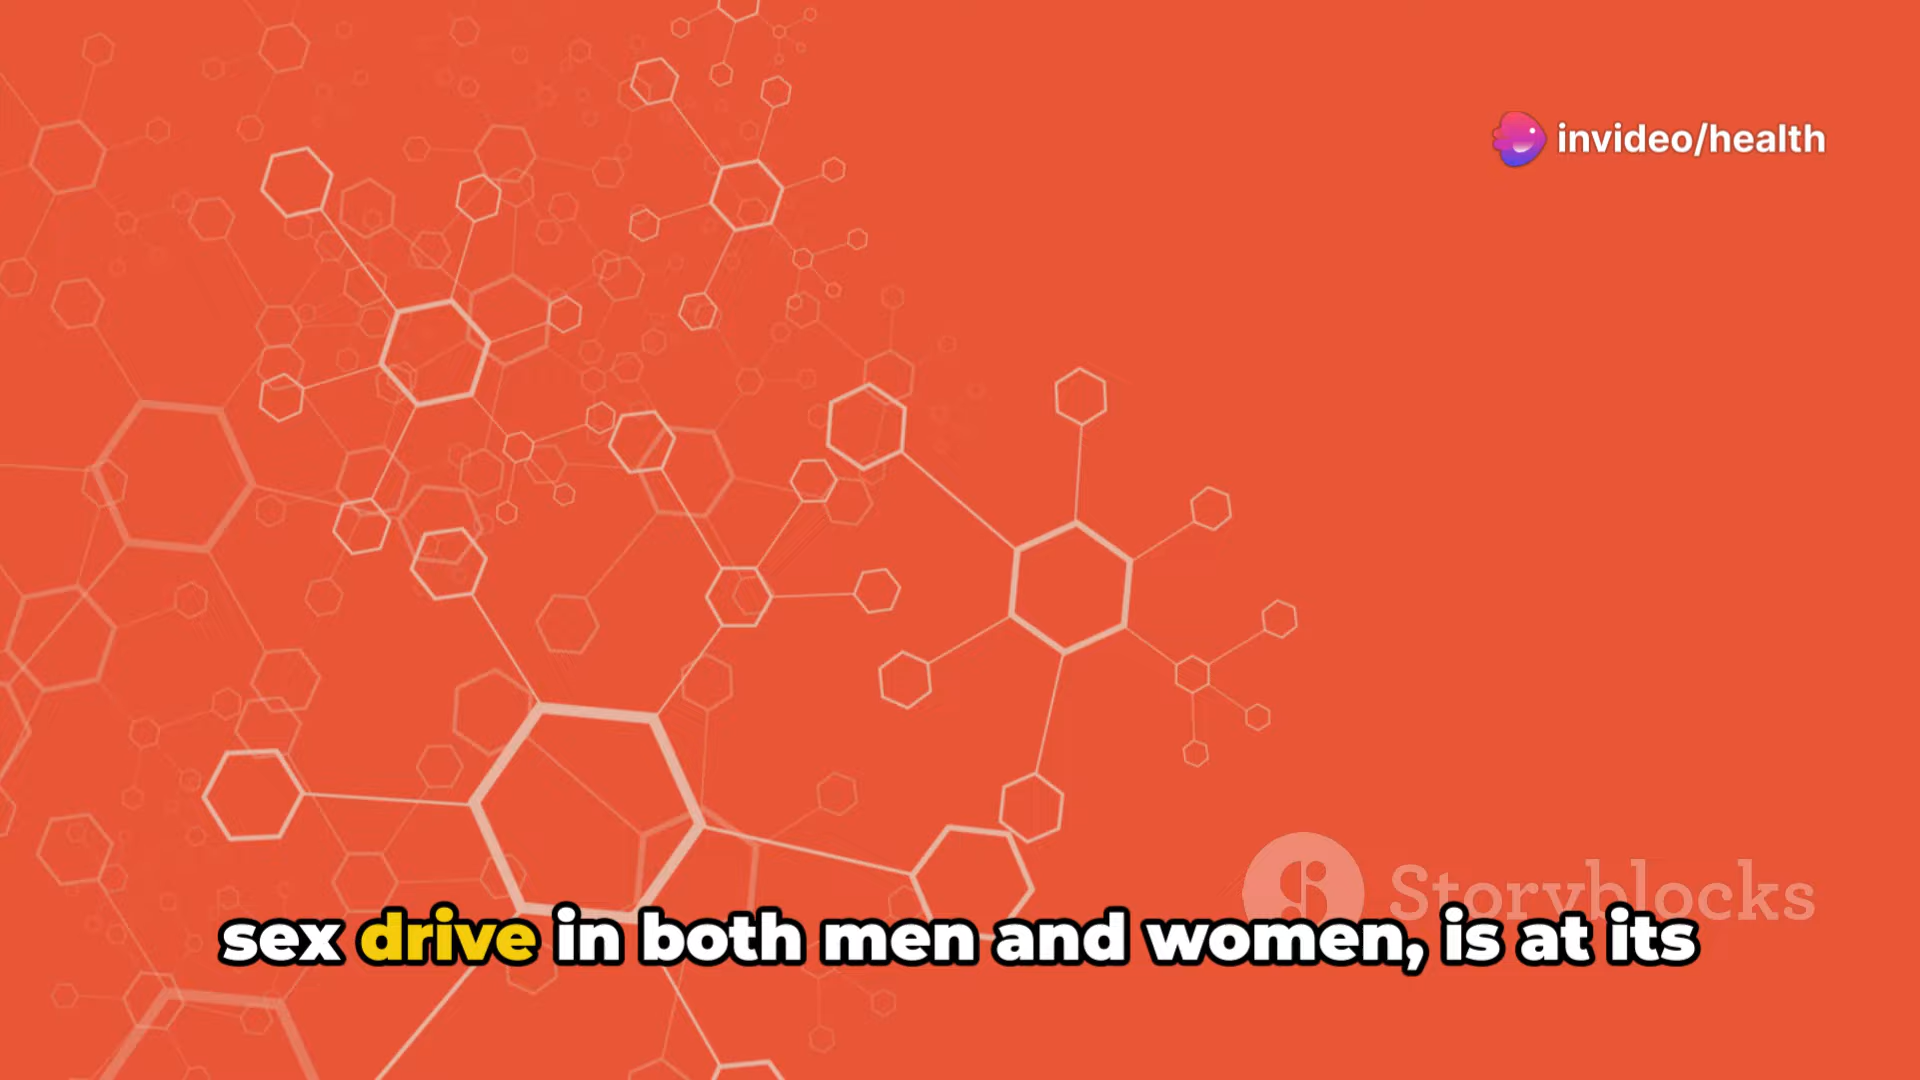 invideo/health
Storyblocks
sex drive in both men and women, is at its